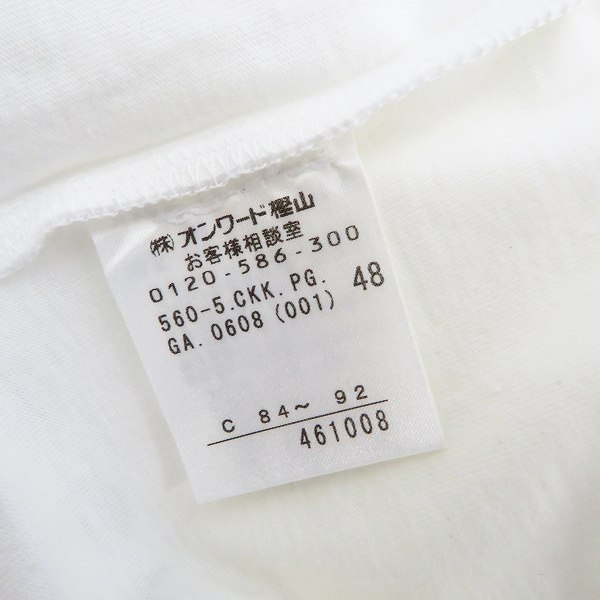 ㈱オンワード樫山
お客様相談室
0120-586-300
560-5.CKK.PG. 48
GA.0608(001)
C 84～ 92
461008